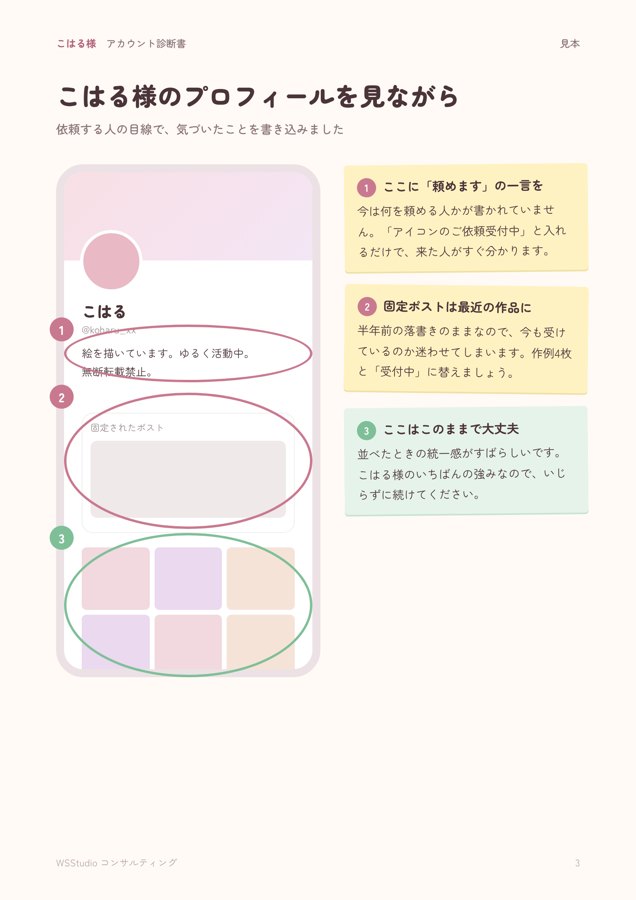 こはる様 アカウント診断書
見本
こはる様のプロフィールを見ながら
依頼する人の目線で、気づいたことを書き込みました
こはる
1
@koharu_xx
絵を描いています。ゆるく活動中。
無断転載禁止。
2
固定されたポスト
3
1 ここに「頼めます」の一言を
今は何を頼める人かが書かれていませ
ん。「アイコンのご依頼受付中」と入れ
るだけで、来た人がすぐ分かります。
2 固定ポストは最近の作品に
半年前の落書きのままなので、今も受け
ているのか迷わせてしまいます。作例4枚
と「受付中」に替えましょう。
3 ここはこのままで大丈夫
並べたときの統一感がすばらしいです。
こはる様のいちばんの強みなので、いじ
らずに続けてください。
WSStudio コンサルティング
3